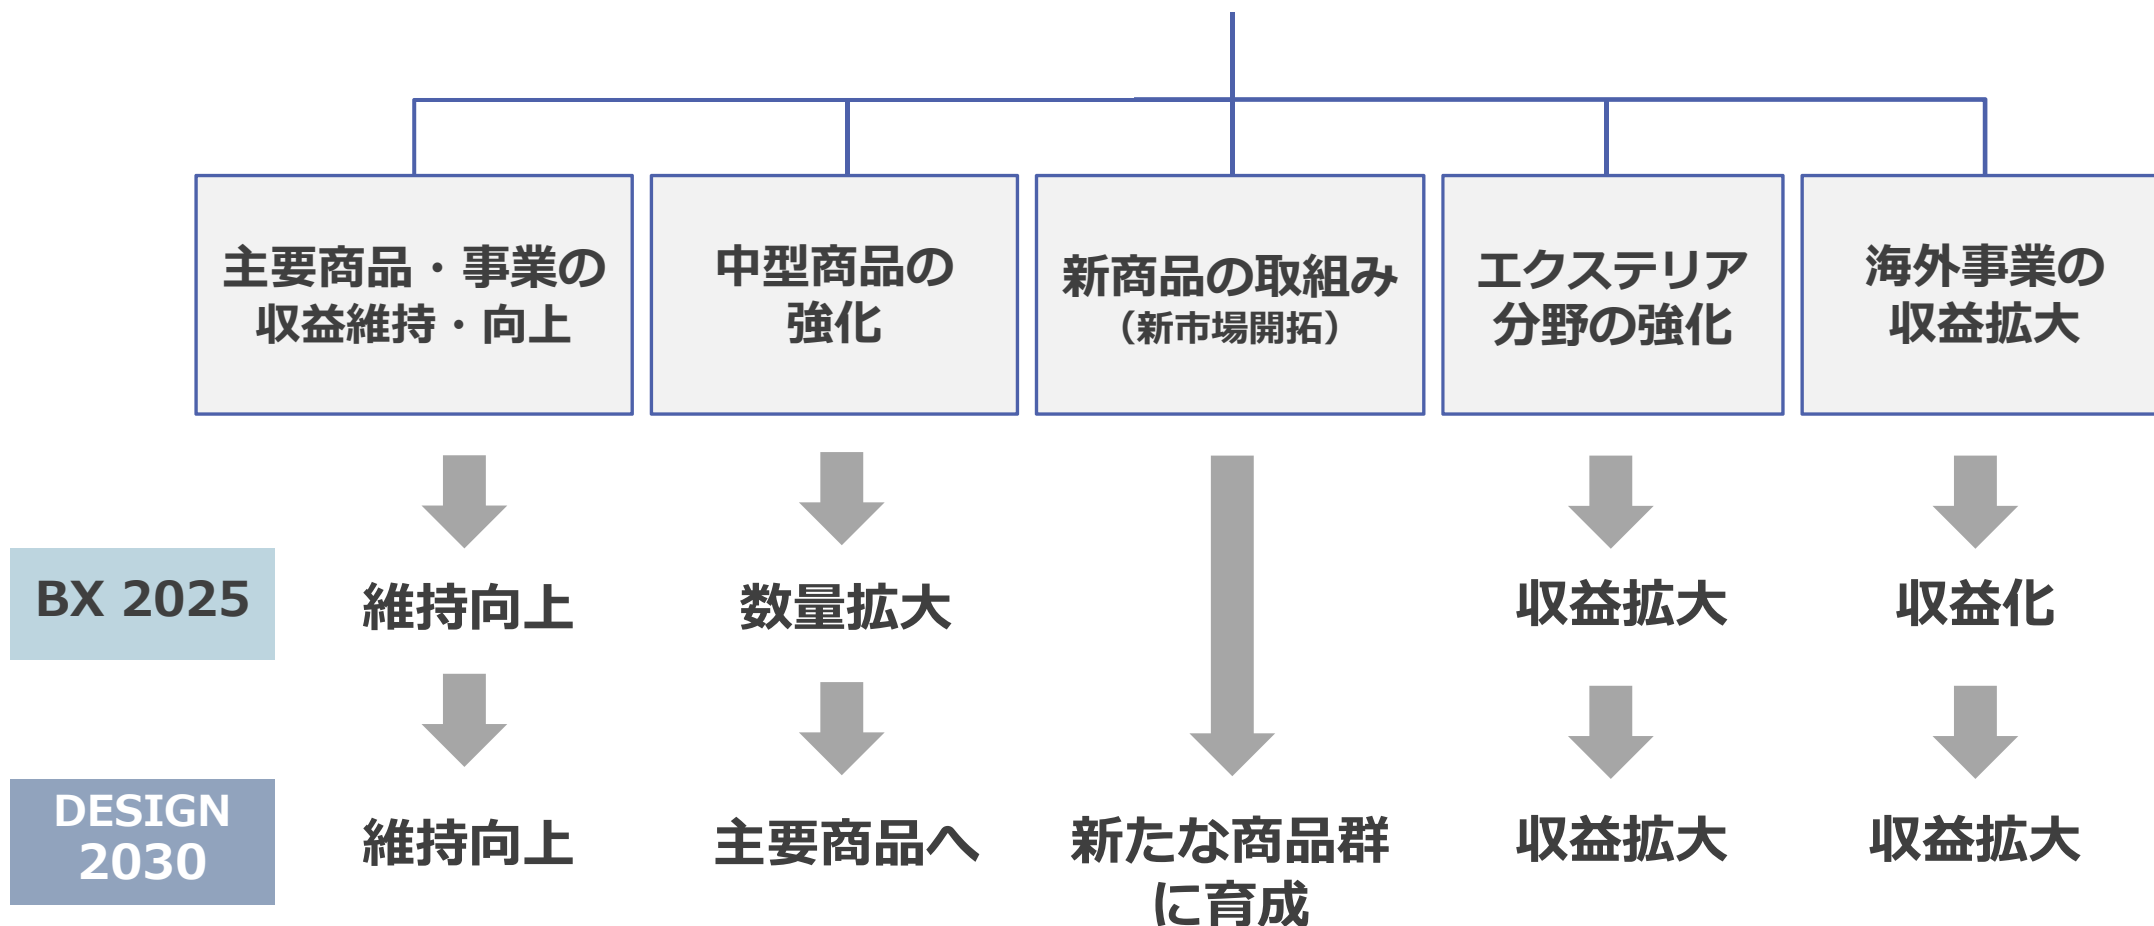 主要商品・事業の
収益維持・向上
中型商品の
強化
新商品の取組み
（新市場開拓）
エクステリア
分野の強化
海外事業の
収益拡大
BX 2025
維持向上
数量拡大
収益拡大
収益化
DESIGN
2030
維持向上
主要商品へ
新たな商品群
に育成
収益拡大
収益拡大